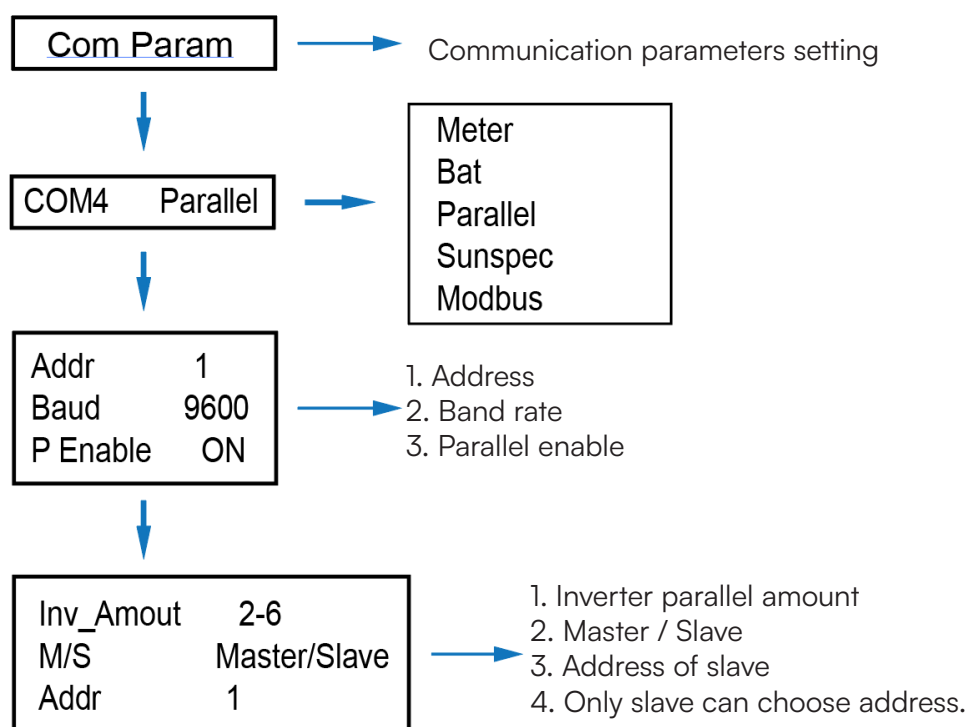 Com Param
Communication parameters setting
COM4 Parallel
Meter
Bat
Parallel
Sunspec
Modbus
Addr 1
Baud 9600
P Enable ON
1. Address
2. Band rate
3. Parallel enable
Inv_Amout 2-6
M/S Master/Slave
Addr 1
1. Inverter parallel amount
2. Master / Slave
3. Address of slave
4. Only slave can choose address.